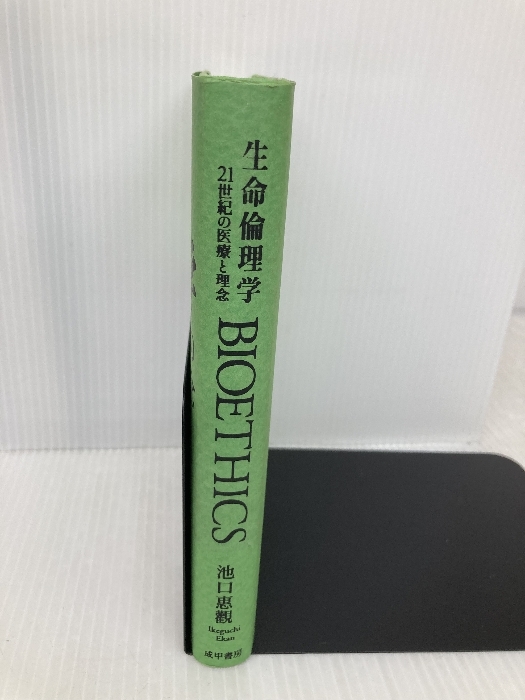 生命倫理学
21世紀の医療と理念
BIOETHICS
池口恵觀
Ikeguchi
Ekan
成甲書房